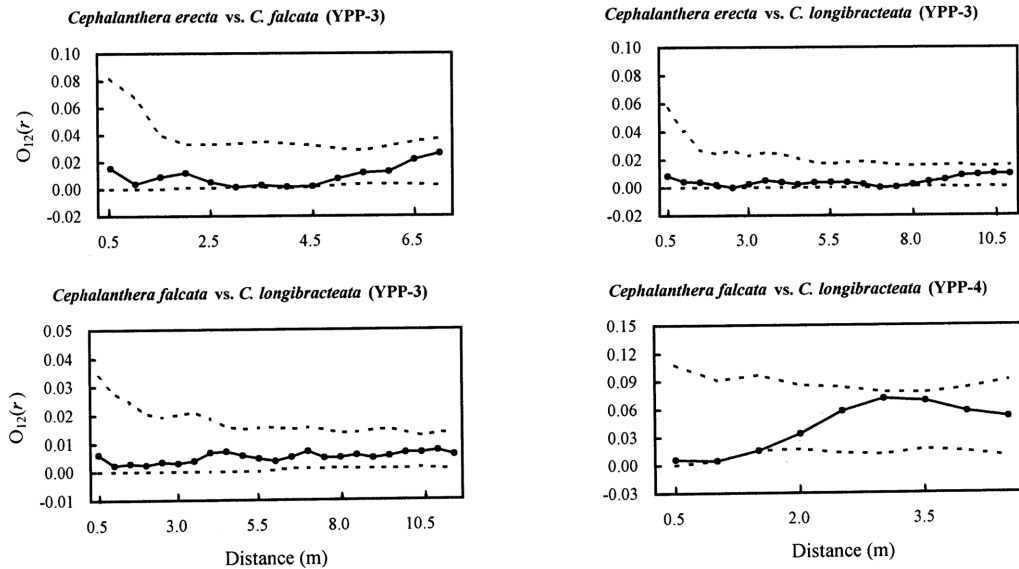 Cephalanthera erecta vs. C. falcata (YPP-3)
0.10
0.08
0.06
0.04
0.02
0.00
-0.02
O12(r)
0.5 2.5 4.5 6.5
Cephalanthera erecta vs. C. longibracteata (YPP-3)
0.10
0.08
0.06
0.04
0.02
0.00
-0.02
0.5 3.0 5.5 8.0 10.5
Cephalanthera falcata vs. C. longibracteata (YPP-3)
0.05
0.04
0.03
0.02
0.01
0.00
-0.01
O12(r)
0.5 3.0 5.5 8.0 10.5
Distance (m)
Cephalanthera falcata vs. C. longibracteata (YPP-4)
0.15
0.12
0.09
0.06
0.03
0.00
-0.03
0.5 2.0 3.5
Distance (m)